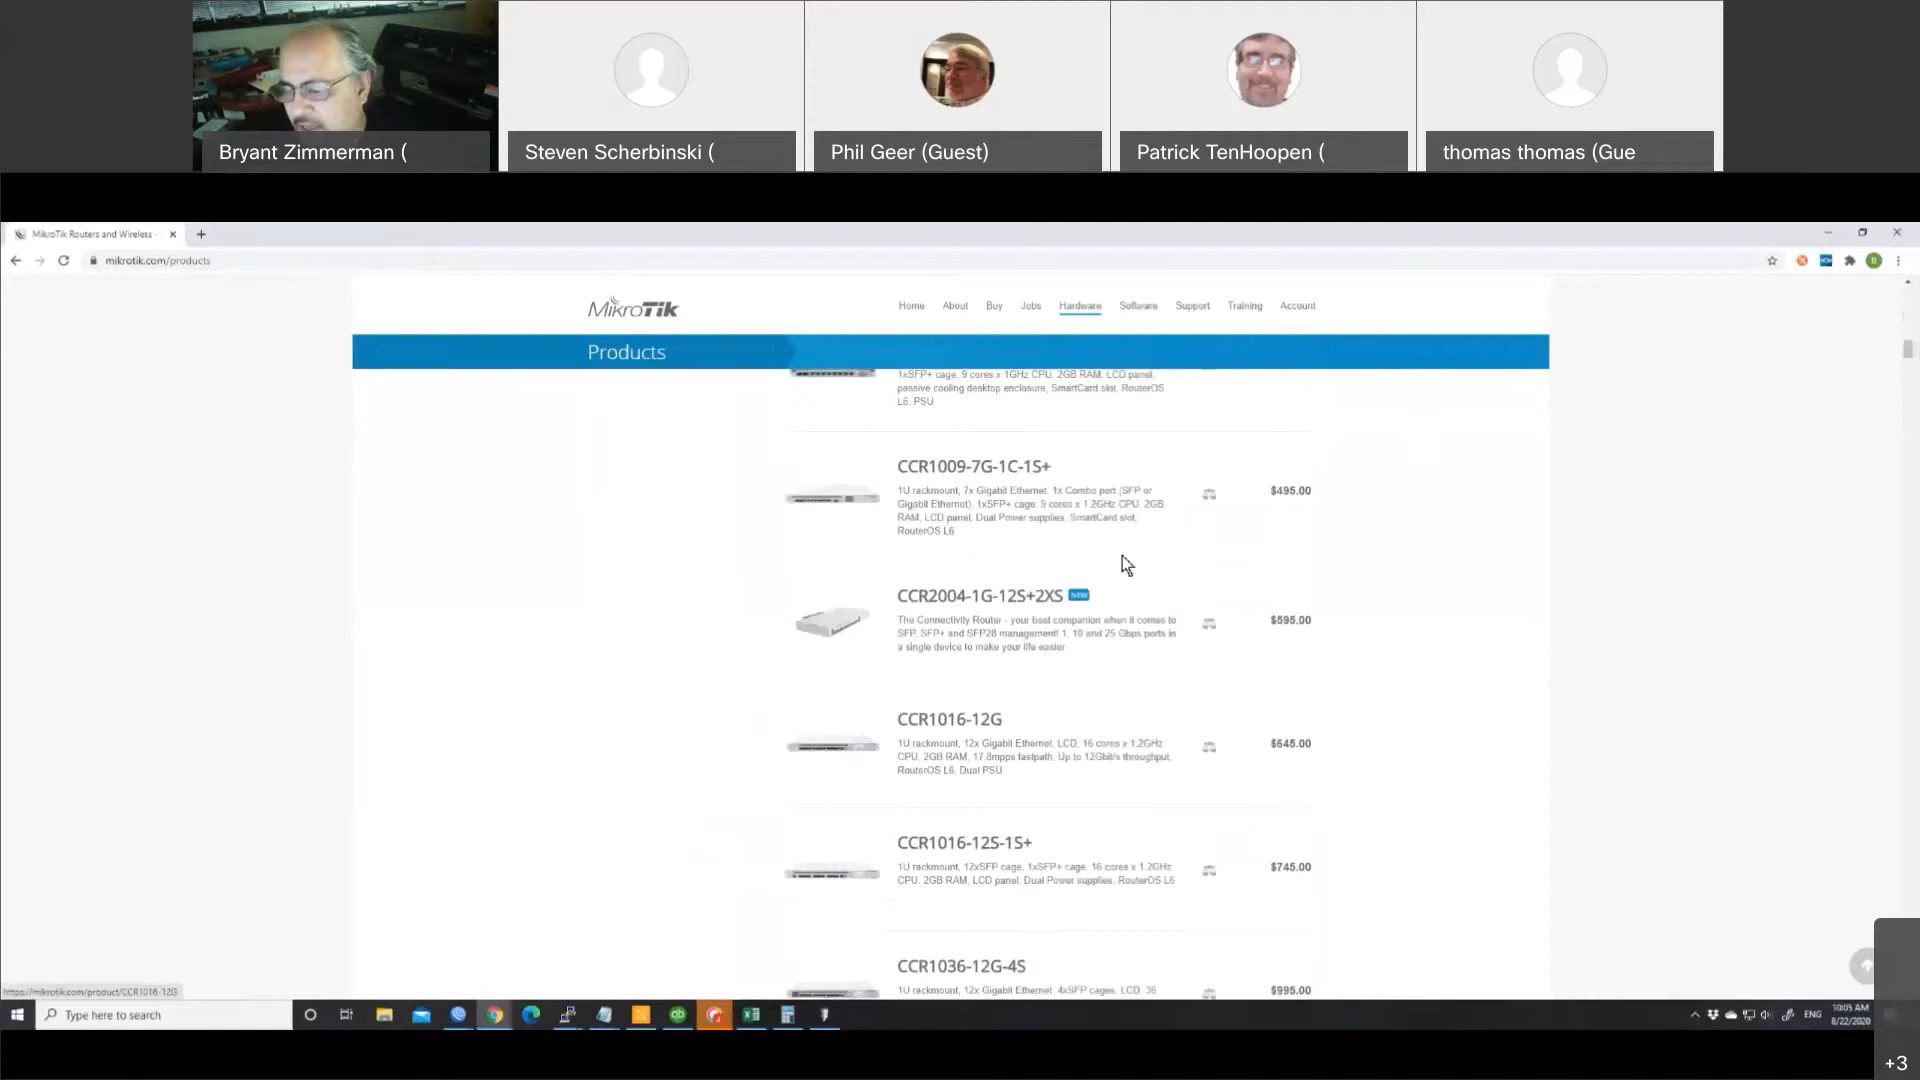 Bryant Zimmerman (
Steven Scherbinski (
Phil Geer (Guest)
Patrick TenHoopen (
thomas thomas (Gue
MikroTik Routers and Wireless -
mikrotik.com/products
MikroTik
Home About Buy Jobs Hardware Software Support Training Account
Products
1xSFP+ cage, 9 cores x 1GHz CPU, 2GB RAM, LCD panel,
passive cooling desktop enclosure, SmartCard slot, RouterOS
L6, PSU
CCR1009-7G-1C-1S+
1U rackmount, 7x Gigabit Ethernet, 1x Combo port (SFP or
Gigabit Ethernet), 1xSFP+ cage, 9 cores x 1.2GHz CPU, 2GB
RAM, LCD panel, Dual Power supplies, SmartCard slot,
RouterOS L6
$495.00
CCR2004-1G-12S+2XS NEW
The Connectivity Router - your best companion when it comes to
SFP, SFP+ and SFP28 management! 1, 10 and 25 Gbps ports in
a single device to make your life easier
$595.00
CCR1016-12G
1U rackmount, 12x Gigabit Ethernet, LCD, 16 cores x 1.2GHz
CPU, 2GB RAM, 17.8mpps fastpath, Up to 12Gbit/s throughput,
RouterOS L6, Dual PSU
$645.00
CCR1016-12S-1S+
1U rackmount, 12xSFP cage, 1xSFP+ cage, 16 cores x 1.2GHz
CPU, 2GB RAM, LCD panel, Dual Power supplies, RouterOS L6
$745.00
CCR1036-12G-4S
1U rackmount, 12x Gigabit Ethernet, 4xSFP cages, LCD, 36
$995.00
https://mikrotik.com/product/CCR1016-12G
Type here to search
ENG
10:05 AM
8/22/2020
+3